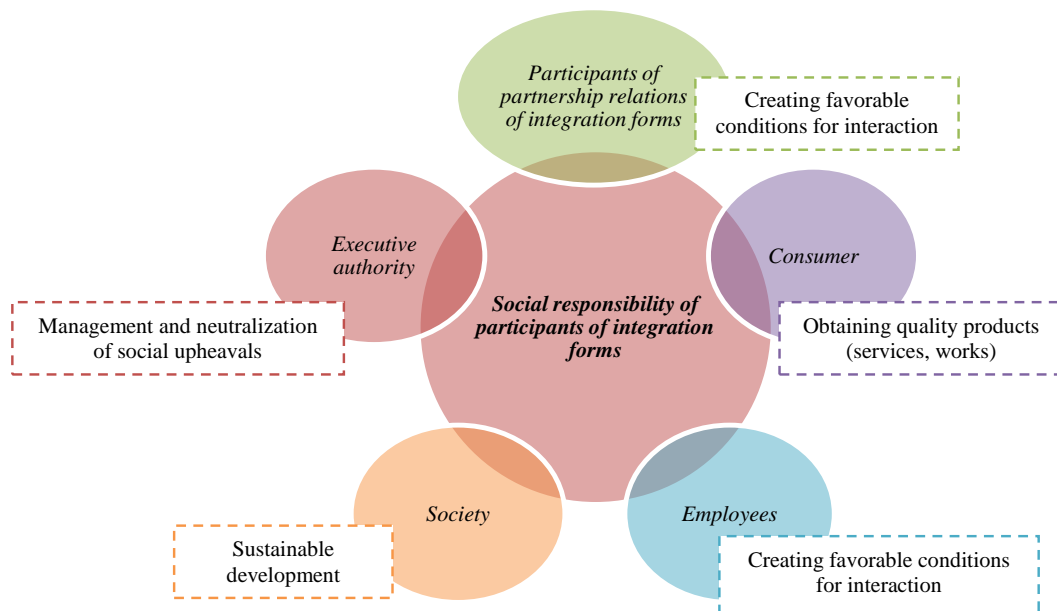 Participants of
partnership relations
of integration forms
Creating favorable
conditions for interaction
Executive
authority
Consumer
Social responsibility of
participants of integration
forms
Management and neutralization
of social upheavals
Obtaining quality products
(services, works)
Society
Employees
Sustainable
development
Creating favorable conditions
for interaction